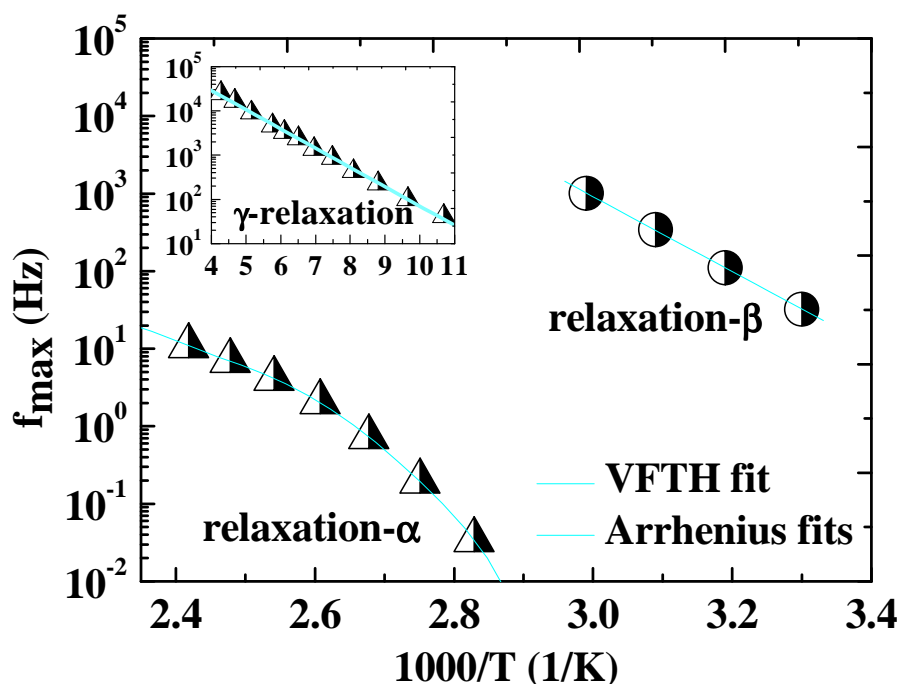 10^5
10^4
10^3
10^2
10^1
10^0
10^-1
10^-2
f_max (Hz)
10^5
10^4
10^3
10^2
10^1
γ-relaxation
4 5 6 7 8 9 10 11
relaxation-β
relaxation-α
VFTH fit
Arrhenius fits
2.4 2.6 2.8 3.0 3.2 3.4
1000/T (1/K)